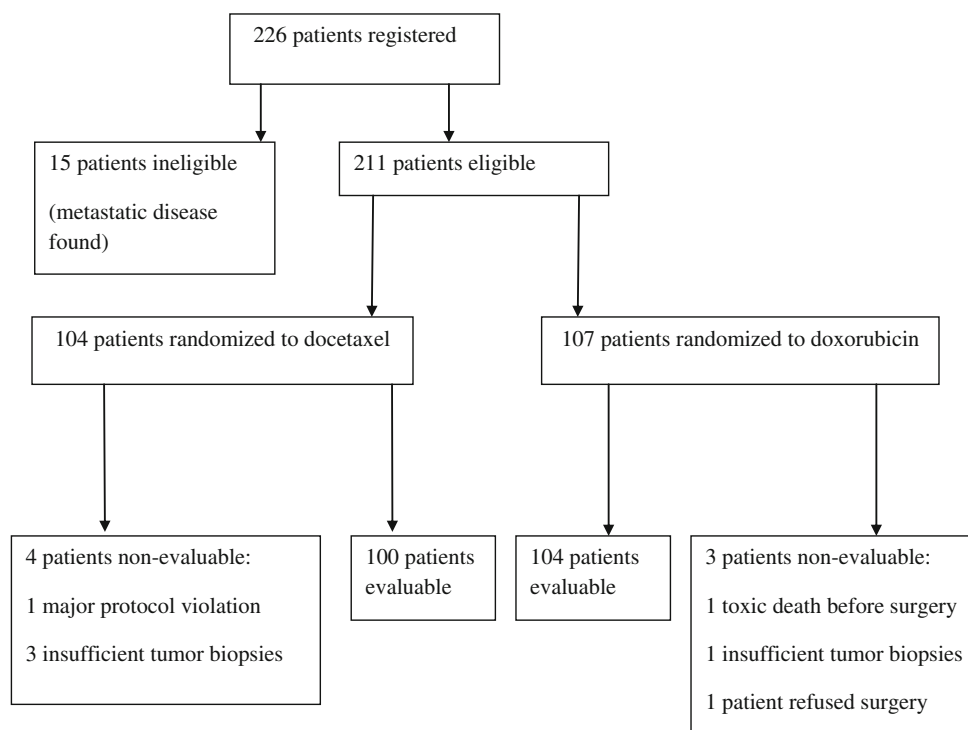 226 patients registered
15 patients ineligible
(metastatic disease
found)
211 patients eligible
104 patients randomized to docetaxel
107 patients randomized to doxorubicin
4 patients non-evaluable:
1 major protocol violation
3 insufficient tumor biopsies
100 patients
evaluable
104 patients
evaluable
3 patients non-evaluable:
1 toxic death before surgery
1 insufficient tumor biopsies
1 patient refused surgery